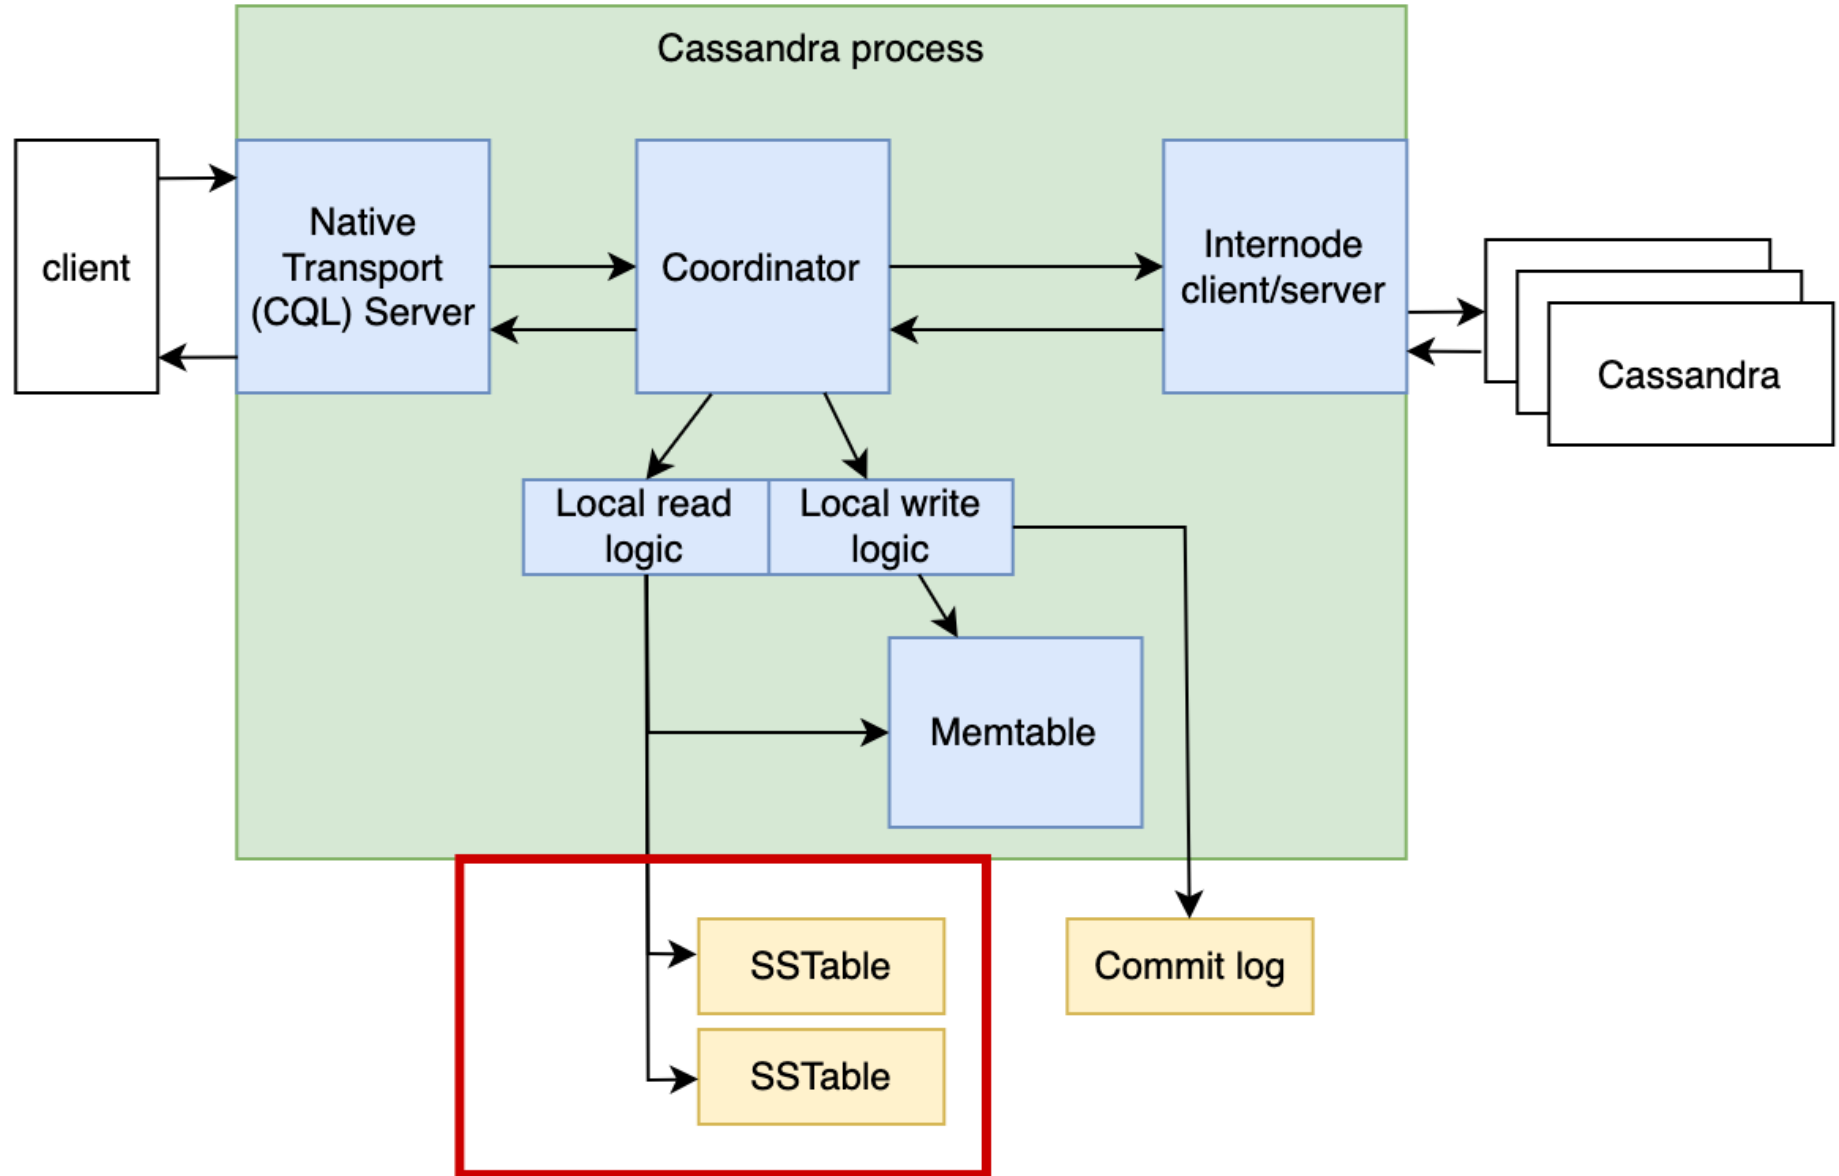 Cassandra process
client
Native
Transport
(CQL) Server
Coordinator
Internode
client/server
Cassandra
Local read
logic
Local write
logic
Memtable
SSTable
Commit log
SSTable